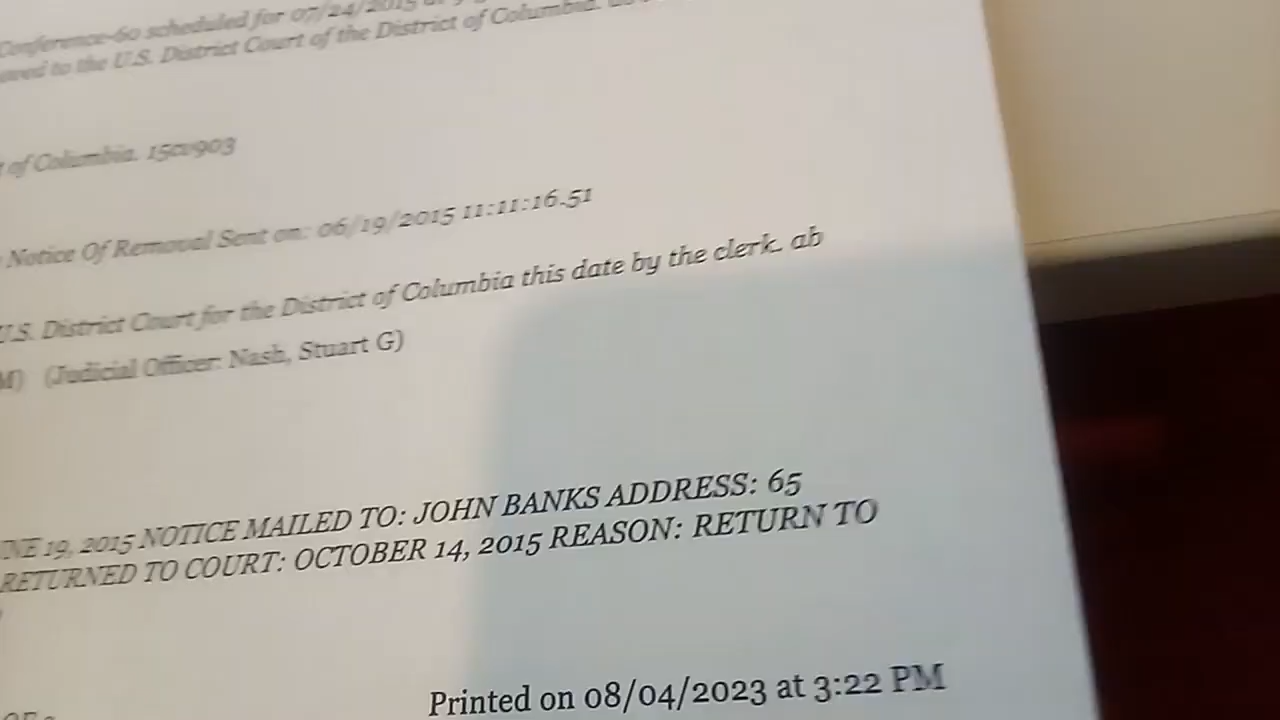 Conference-60 scheduled for 07/24/2015 at
to the U.S. District Court of the District of Columbia.
of Columbia. 15cv903
Notice Of Removal Sent on: 06/19/2015 11:11:16.51
U.S. District Court for the District of Columbia this date by the clerk. ab
(Judicial Officer: Nash, Stuart G)
19, 2015 NOTICE MAILED TO: JOHN BANKS ADDRESS: 65
RETURNED TO COURT: OCTOBER 14, 2015 REASON: RETURN TO
Printed on 08/04/2023 at 3:22 PM